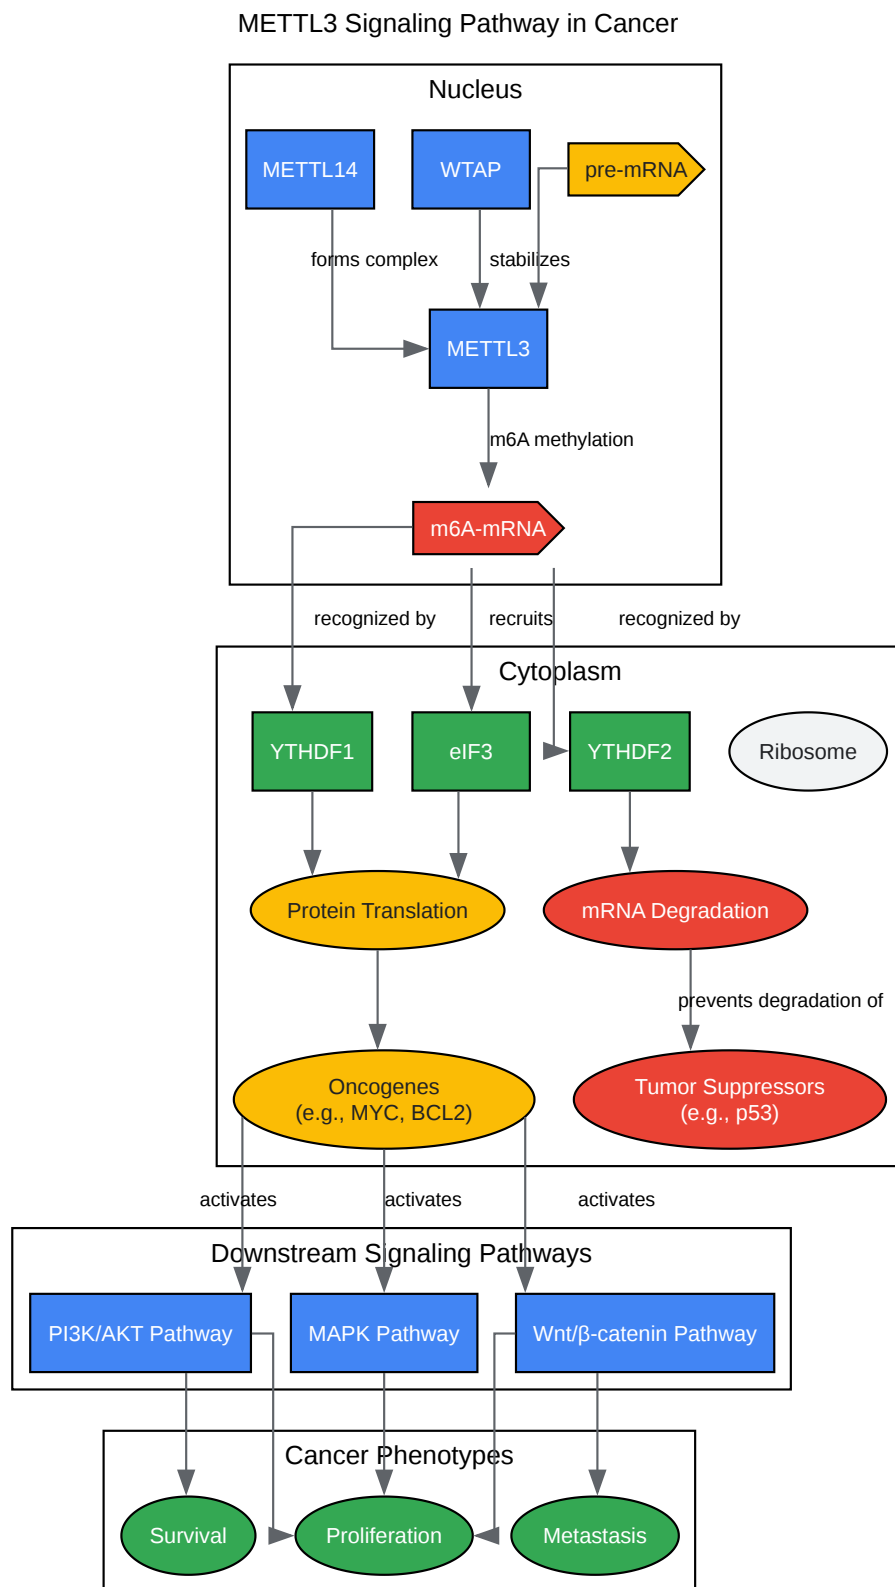 METTL3 Signaling Pathway in Cancer
Nucleus
METTL14
WTAP
pre-mRNA
forms complex
stabilizes
METTL3
m6A methylation
m6A-mRNA
recognized by
recruits
recognized by
Cytoplasm
YTHDF1
eIF3
YTHDF2
Ribosome
Protein Translation
mRNA Degradation
prevents degradation of
Oncogenes
(e.g., MYC, BCL2)
Tumor Suppressors
(e.g., p53)
activates
activates
activates
Downstream Signaling Pathways
PI3K/AKT Pathway
MAPK Pathway
Wnt/β-catenin Pathway
Cancer Phenotypes
Survival
Proliferation
Metastasis